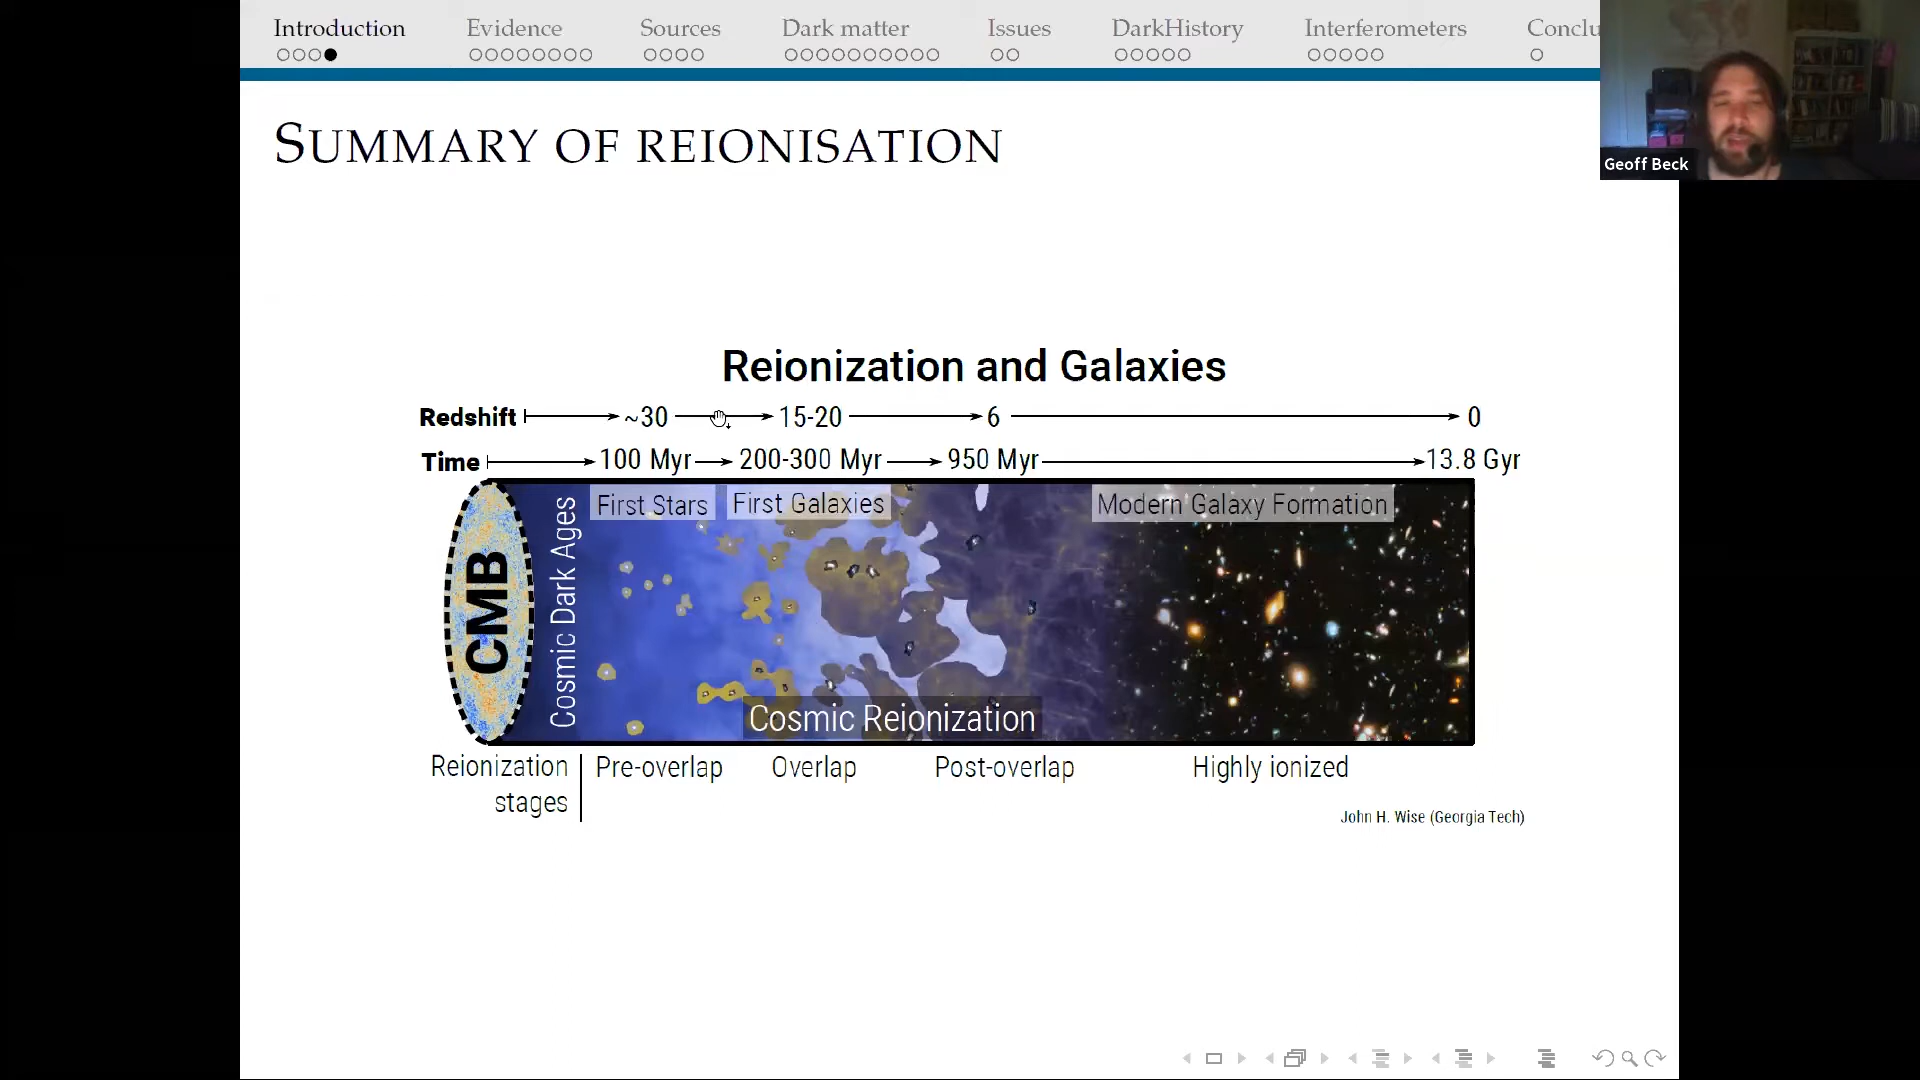 Introduction Evidence Sources Dark matter Issues DarkHistory Interferometers Conclu
Geoff Beck
SUMMARY OF REIONISATION
Reionization and Galaxies
Redshift ~30 15-20 6 0
Time 100 Myr 200-300 Myr 950 Myr 13.8 Gyr
First Stars First Galaxies Modern Galaxy Formation
CMB
Cosmic Dark Ages
Cosmic Reionization
Reionization stages Pre-overlap Overlap Post-overlap Highly ionized
John H. Wise (Georgia Tech)